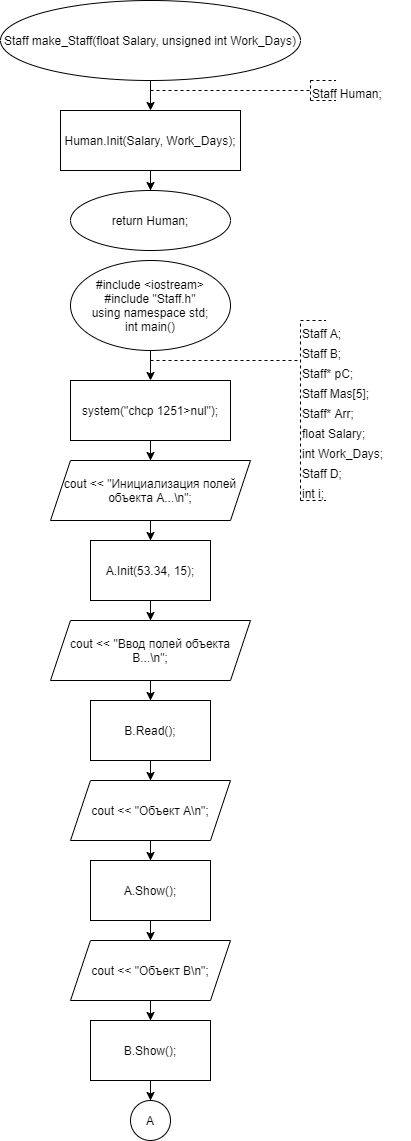 Staff make_Staff(float Salary, unsigned int Work_Days)
Staff Human;
Human.Init(Salary, Work_Days);
return Human;
#include <iostream>
#include "Staff.h"
using namespace std;
int main()
Staff A;
Staff B;
Staff* pC;
Staff Mas[5];
Staff* Arr;
float Salary;
int Work_Days;
Staff D;
int i;
system("chcp 1251>nul");
cout << "Инициализация полей
объекта A...\n";
A.Init(53.34, 15);
cout << "Ввод полей объекта
B...\n";
B.Read();
cout << "Объект A\n";
A.Show();
cout << "Объект B\n";
B.Show();
A